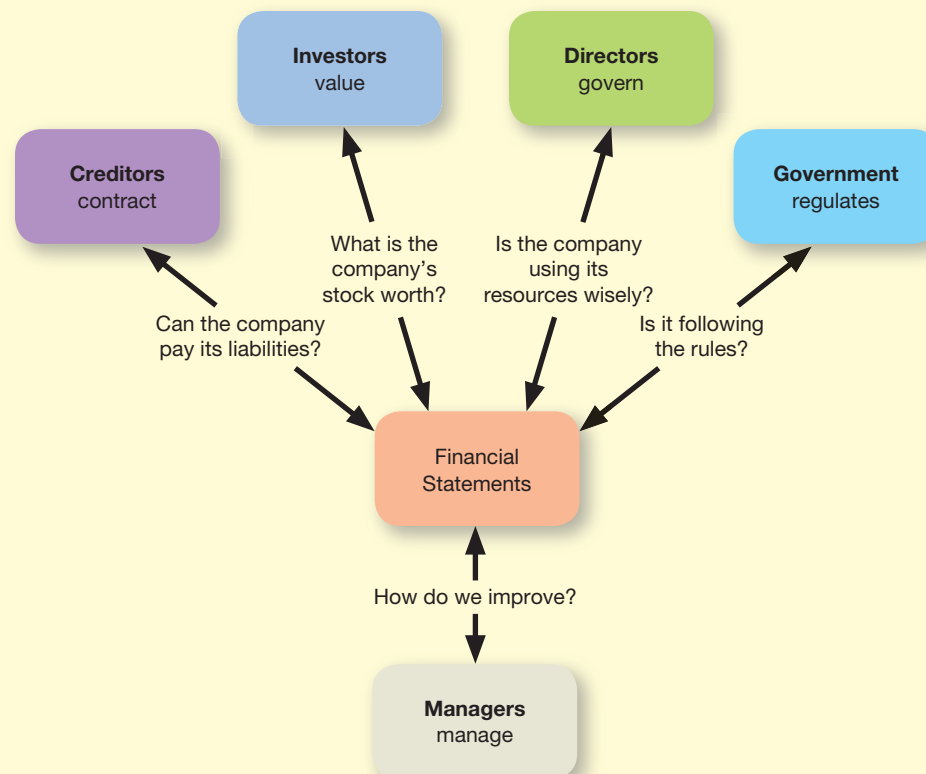 Investors
value
Directors
govern
Creditors
contract
Government
regulates
What is the
company's
stock worth?
Is the company
using its
resources wisely?
Can the company
pay its liabilities?
Is it following
the rules?
Financial
Statements
How do we improve?
Managers
manage